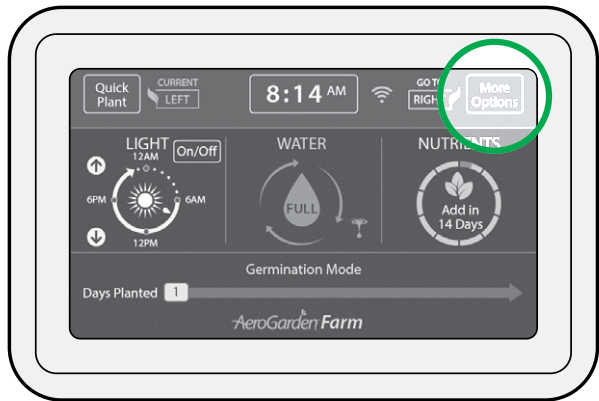 Quick
Plant
CURRENT
LEFT
8:14 AM
GO TO
RIGHT
More
Options
LIGHT
On/Off
12AM
6PM
6AM
12PM
WATER
FULL
NUTRIENTS
Add in
14 Days
Germination Mode
Days Planted 1
AeroGarden Farm